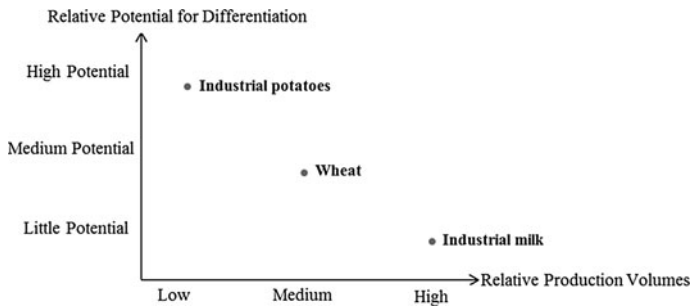 Relative Potential for Differentiation
High Potential
Industrial potatoes
Medium Potential
Wheat
Little Potential
Industrial milk
Relative Production Volumes
Low
Medium
High